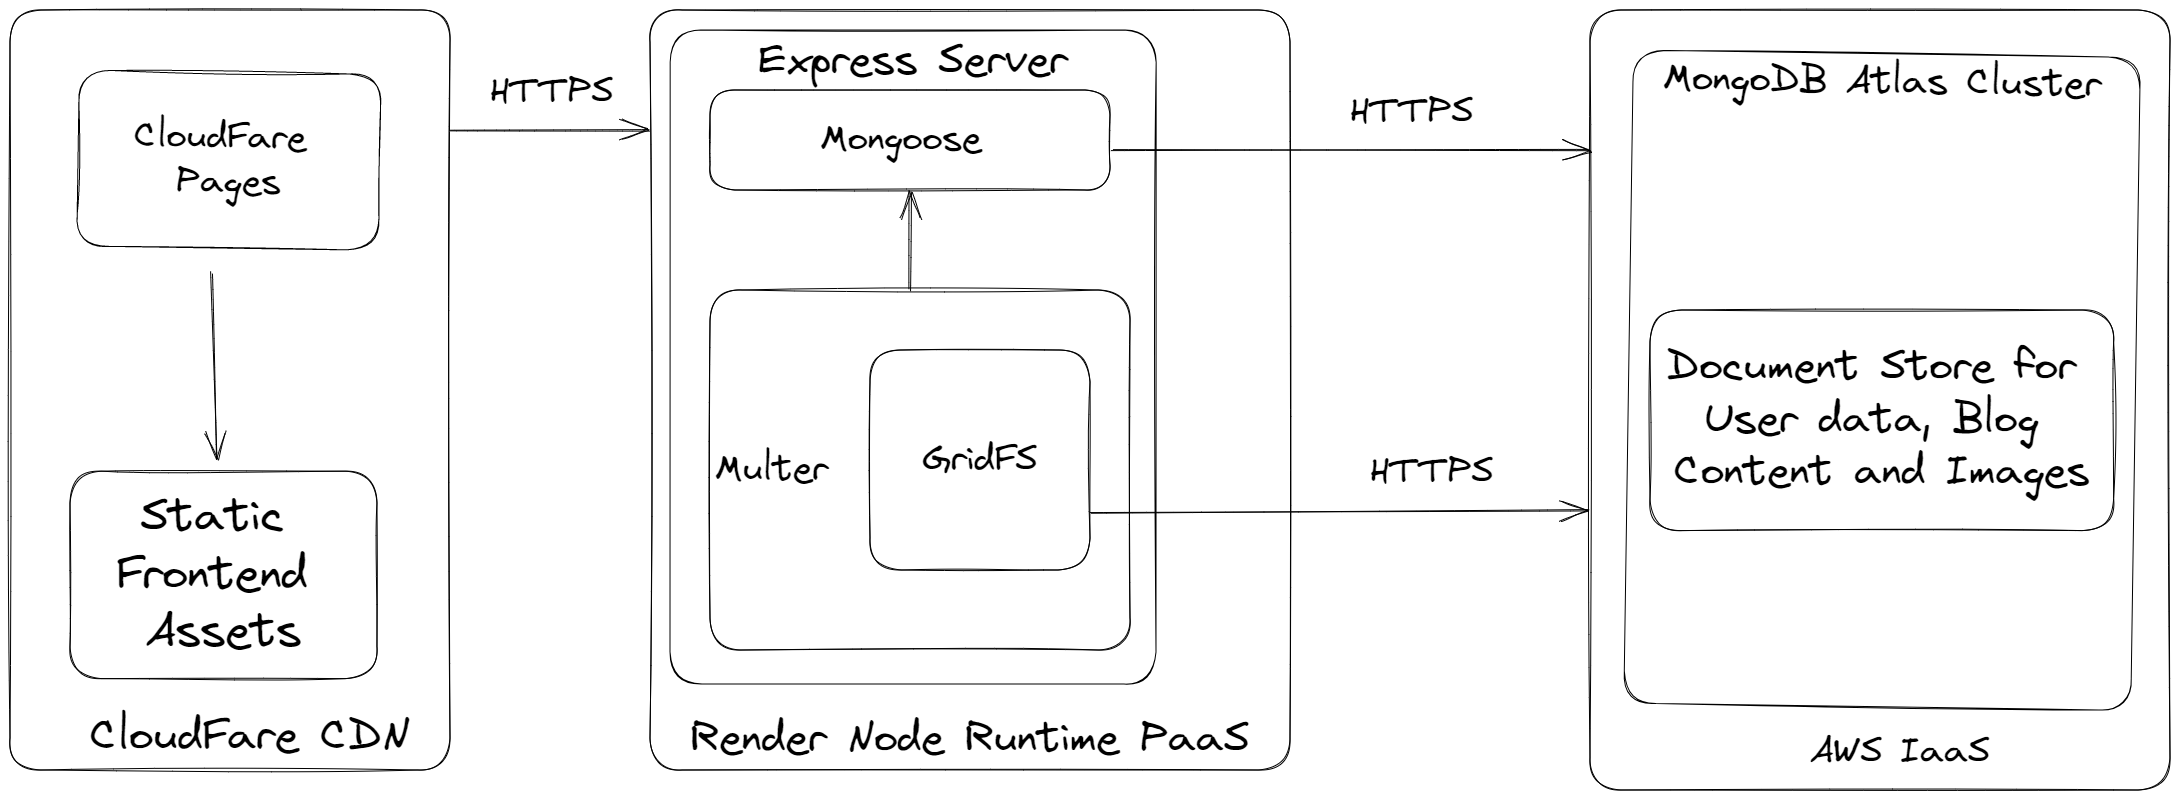 CloudFare
Pages
Static
Frontend
Assets
CloudFare CDN
HTTPS
Express Server
Mongoose
Multer
GridFS
Render Node Runtime PaaS
HTTPS
HTTPS
MongoDB Atlas Cluster
Document Store for
User data, Blog
Content and Images
AWS IaaS